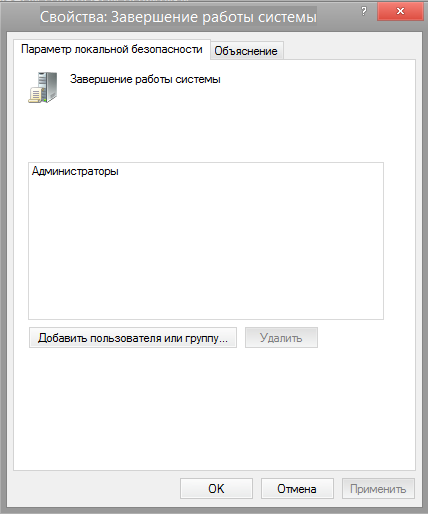 Свойства: Завершение работы системы
?
×
Параметр локальной безопасности
Объяснение
Завершение работы системы
Администраторы
Добавить пользователя или группу...
Удалить
OK
Отмена
Применить